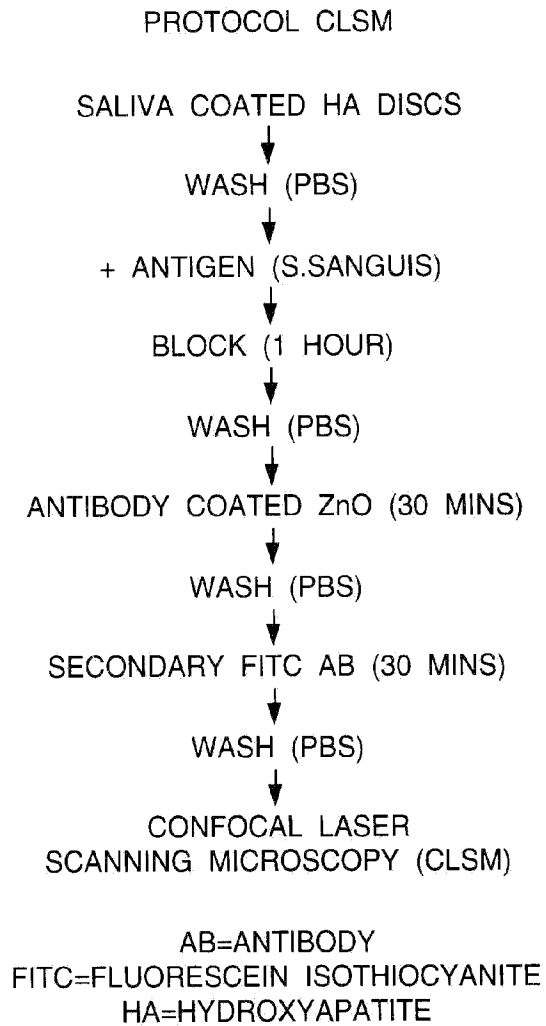 PROTOCOL CLSM
SALIVA COATED HA DISCS
WASH (PBS)
+ ANTIGEN (S.SANGUIS)
BLOCK (1 HOUR)
WASH (PBS)
ANTIBODY COATED ZnO (30 MINS)
WASH (PBS)
SECONDARY FITC AB (30 MINS)
WASH (PBS)
CONFOCAL LASER
SCANNING MICROSCOPY (CLSM)
AB=ANTIBODY
FITC=FLUORESCEIN ISOTHIOCYANITE
HA=HYDROXYAPATITE